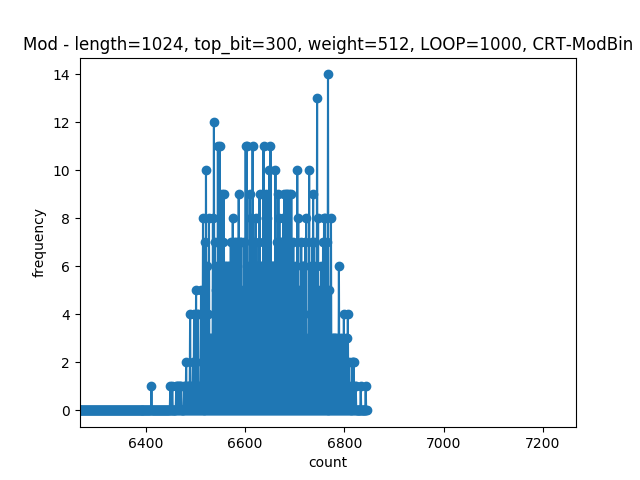 Mod - length=1024, top_bit=300, weight=512, LOOP=1000, CRT-ModBin
14
12
10
8
6
4
2
0
frequency
6400 6600 6800 7000 7200
count